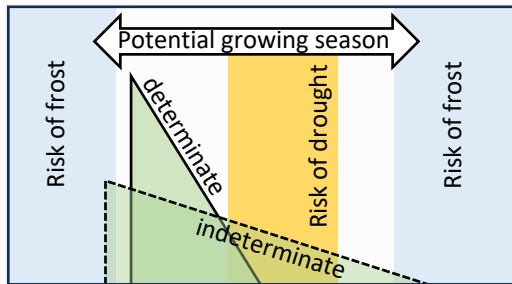 Potential growing season
Risk of frost
determinate
Risk of drought
Risk of frost
indeterminate